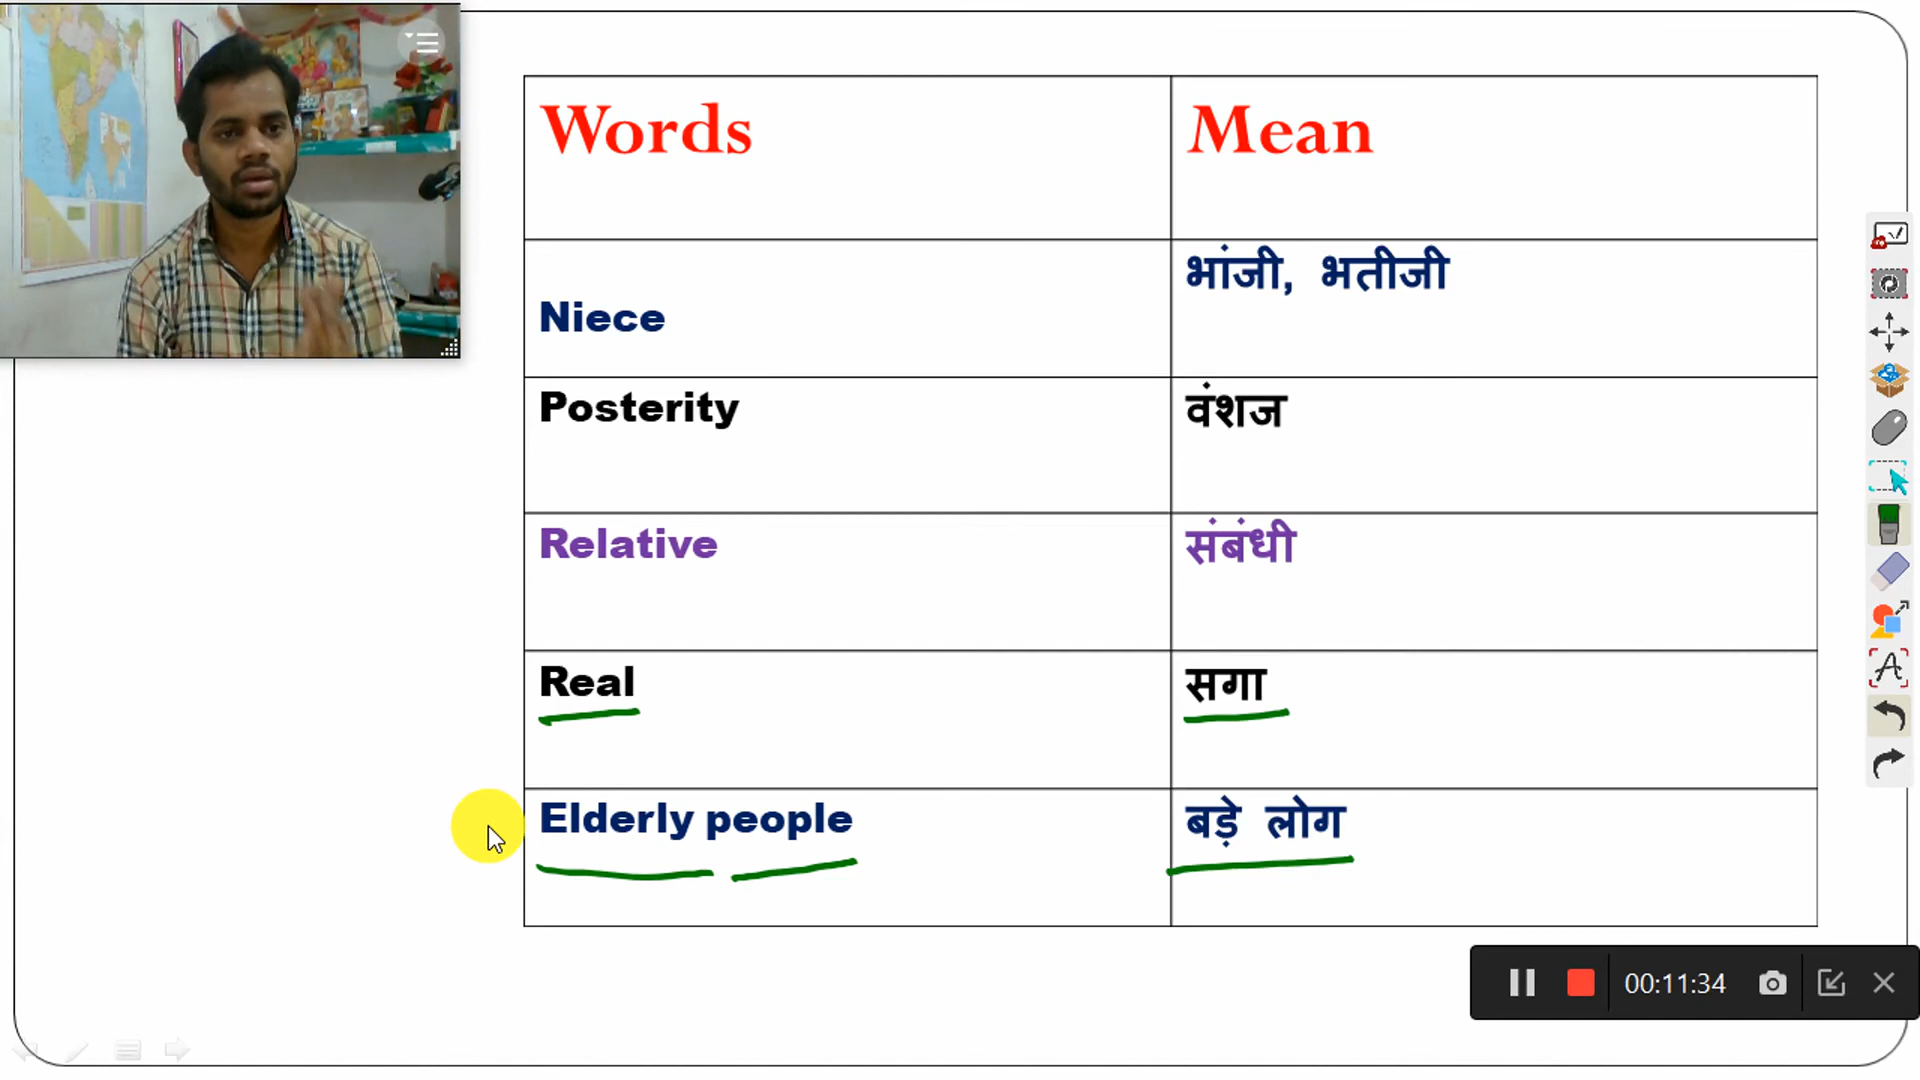 Words Mean
Niece भांजी, भतीजी
Posterity वंशज
Relative संबंधी
Real सगा
Elderly people बड़े लोग
00:11:34